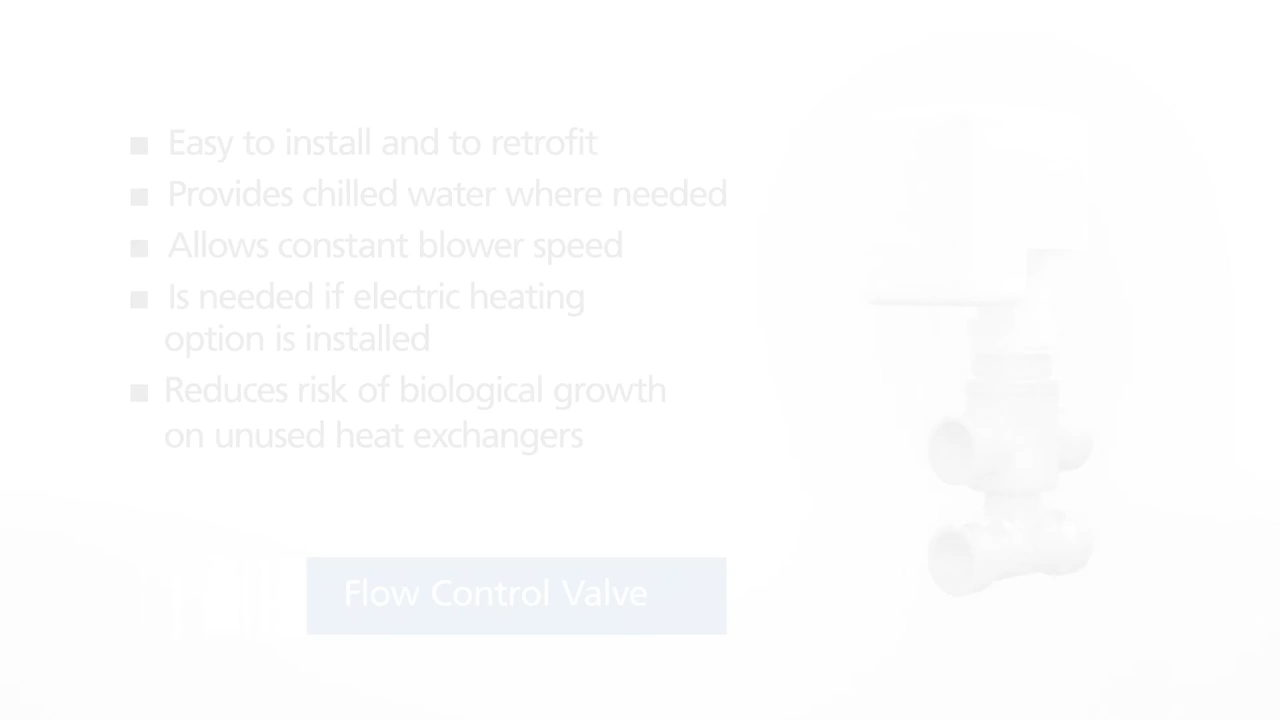 ■ Easy to install and to retrofit
■ Provides chilled water where needed
■ Allows constant blower speed
■ Is needed if electric heating
option is installed
■ Reduces risk of biological growth
on unused heat exchangers
Flow Control Valve